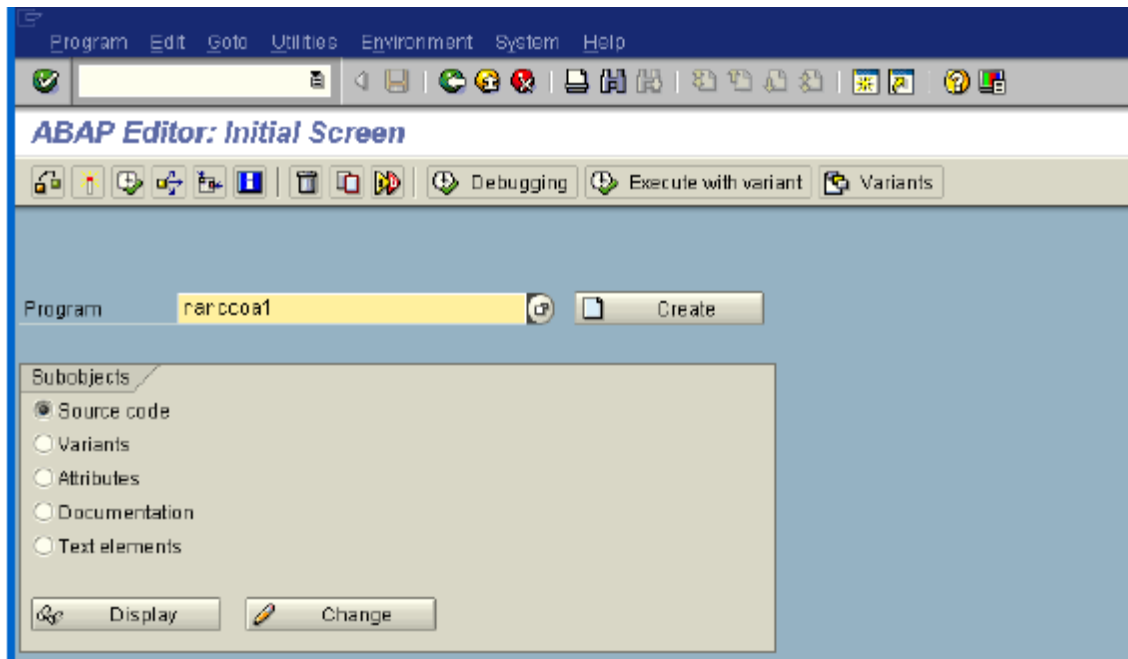 Program Edit Goto Utilities Environment System Help
ABAP Editor: Initial Screen
Debugging Execute with variant Variants
Program rarccoa1 Create
Subobjects
Source code
Variants
Attributes
Documentation
Text elements
Display Change